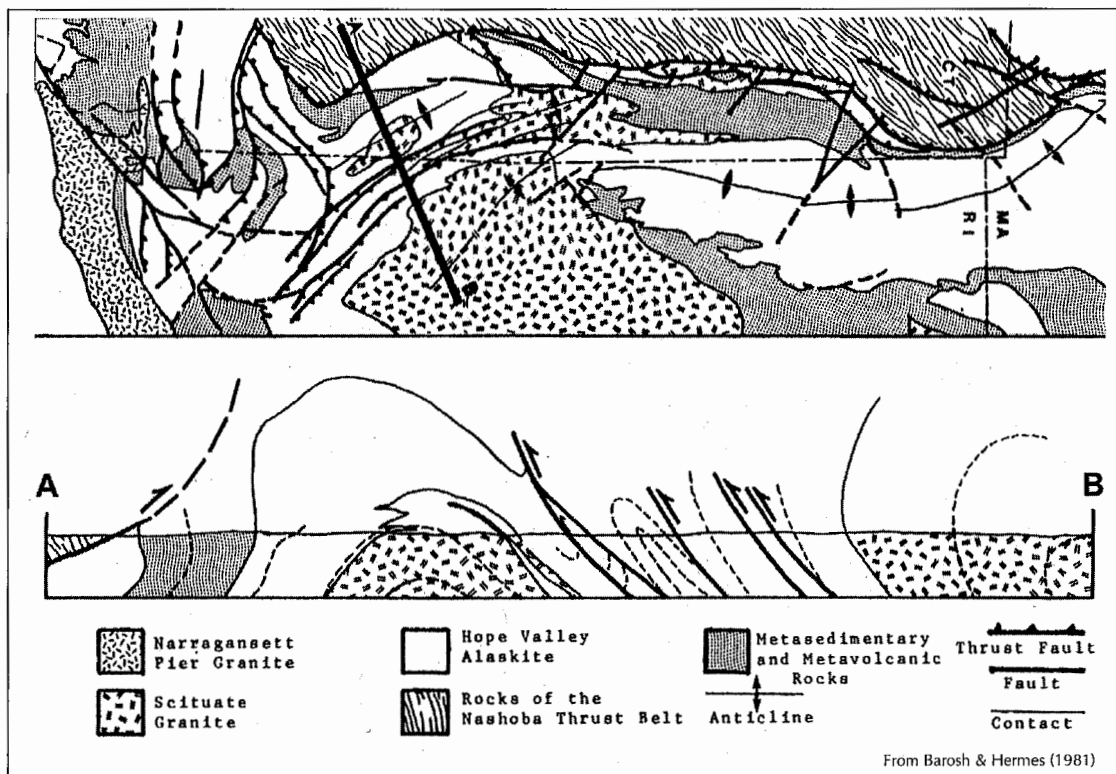 A
CT
MA
RI
B
A
B
Narragansett
Pier Granite
Scituate
Granite
Hope Valley
Alaskite
Rocks of the
Nashoba Thrust Belt
Metasedimentary
and Metavolcanic
Rocks
Anticline
Thrust Fault
Fault
Contact
From Barosh & Hermes (1981)